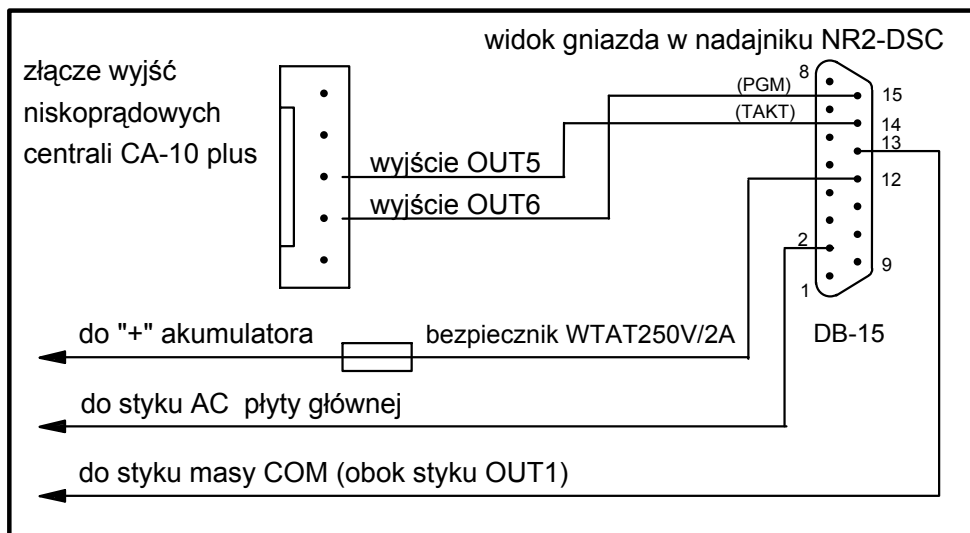 widok gniazda w nadajniku NR2-DSC
złącze wyjść
niskoprądowych
centrali CA-10 plus
8
(PGM)
15
(TAKT)
14
13
wyjście OUT5
12
wyjście OUT6
2
9
1
do "+" akumulatora
bezpiecznik WTAT250V/2A
DB-15
do styku AC płyty głównej
do styku masy COM (obok styku OUT1)